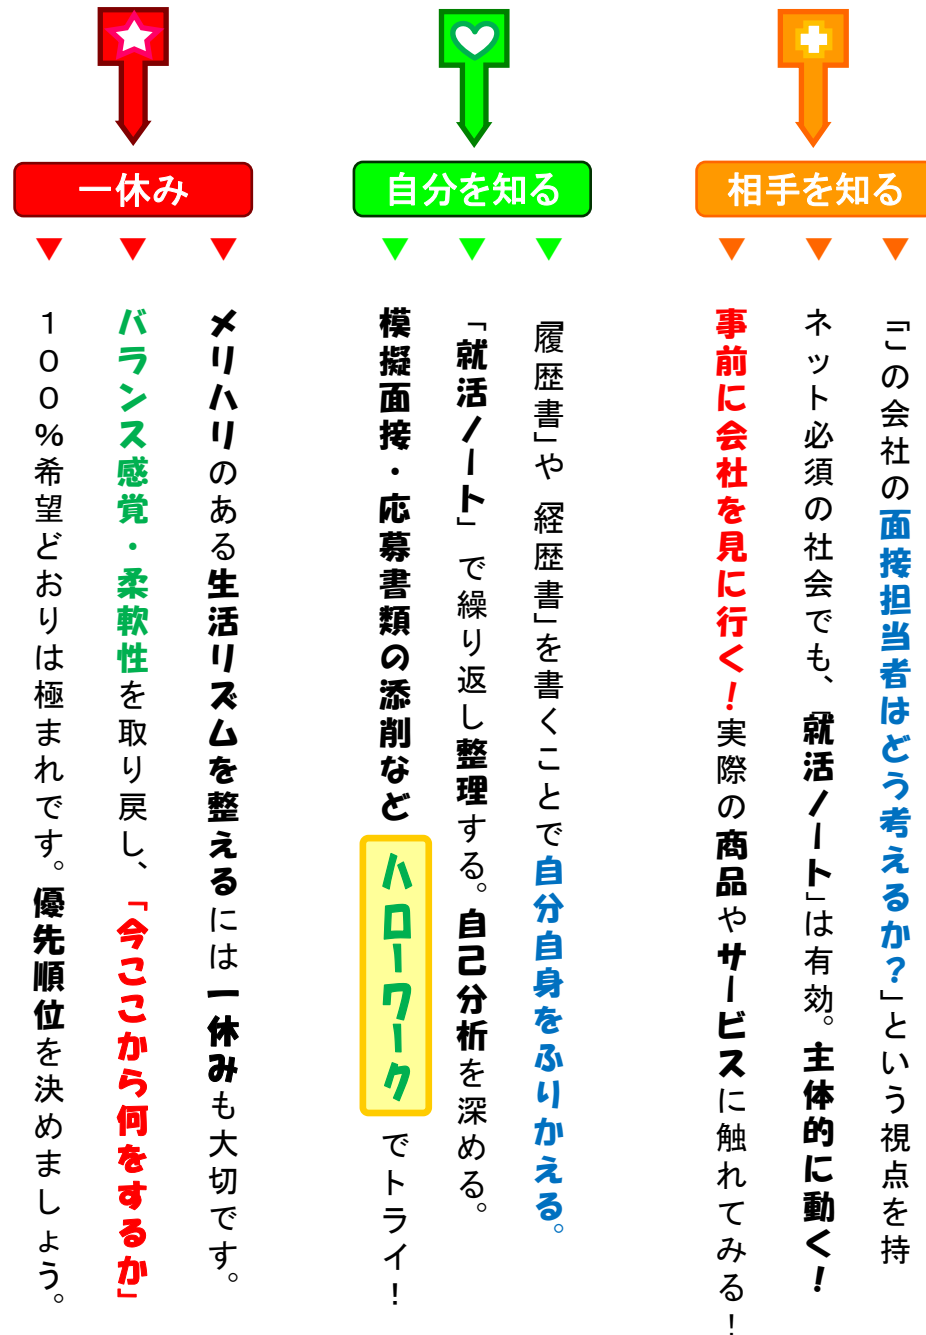 相手を知る
「この会社の面接担当者はどう考えるか？」という視点を持
ネット必須の社会でも、「就活ノート」は有効。主体的に動く！
事前に会社を見に行く！実際の商品やサービスに触れてみる！
自分を知る
「履歴書」や「経歴書」を書くことで自分自身をふりかえる。
「就活ノート」で繰り返し整理する。自己分析を深める。
模擬面接・応募書類の添削などハローワークでトライ！
一休み
メリハリのある生活リズムを整えるには一休みも大切です。
バランス感覚・柔軟性を取り戻し、「今ここから何をするか」
１００％希望どおりは極まれです。優先順位を決めましょう。